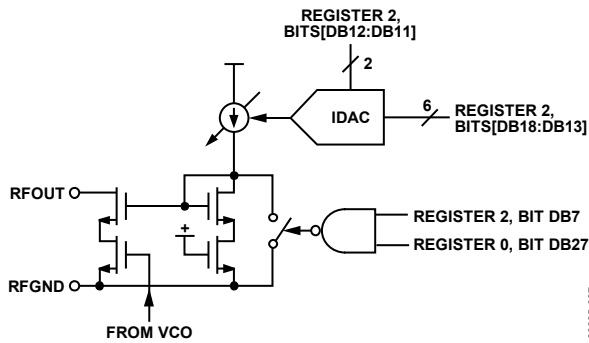 REGISTER 2,
BITS[DB12:DB11]
2
6
REGISTER 2,
BITS[DB18:DB13]
IDAC
RFOUT
+
REGISTER 2, BIT DB7
REGISTER 0, BIT DB27
RFGND
FROM VCO